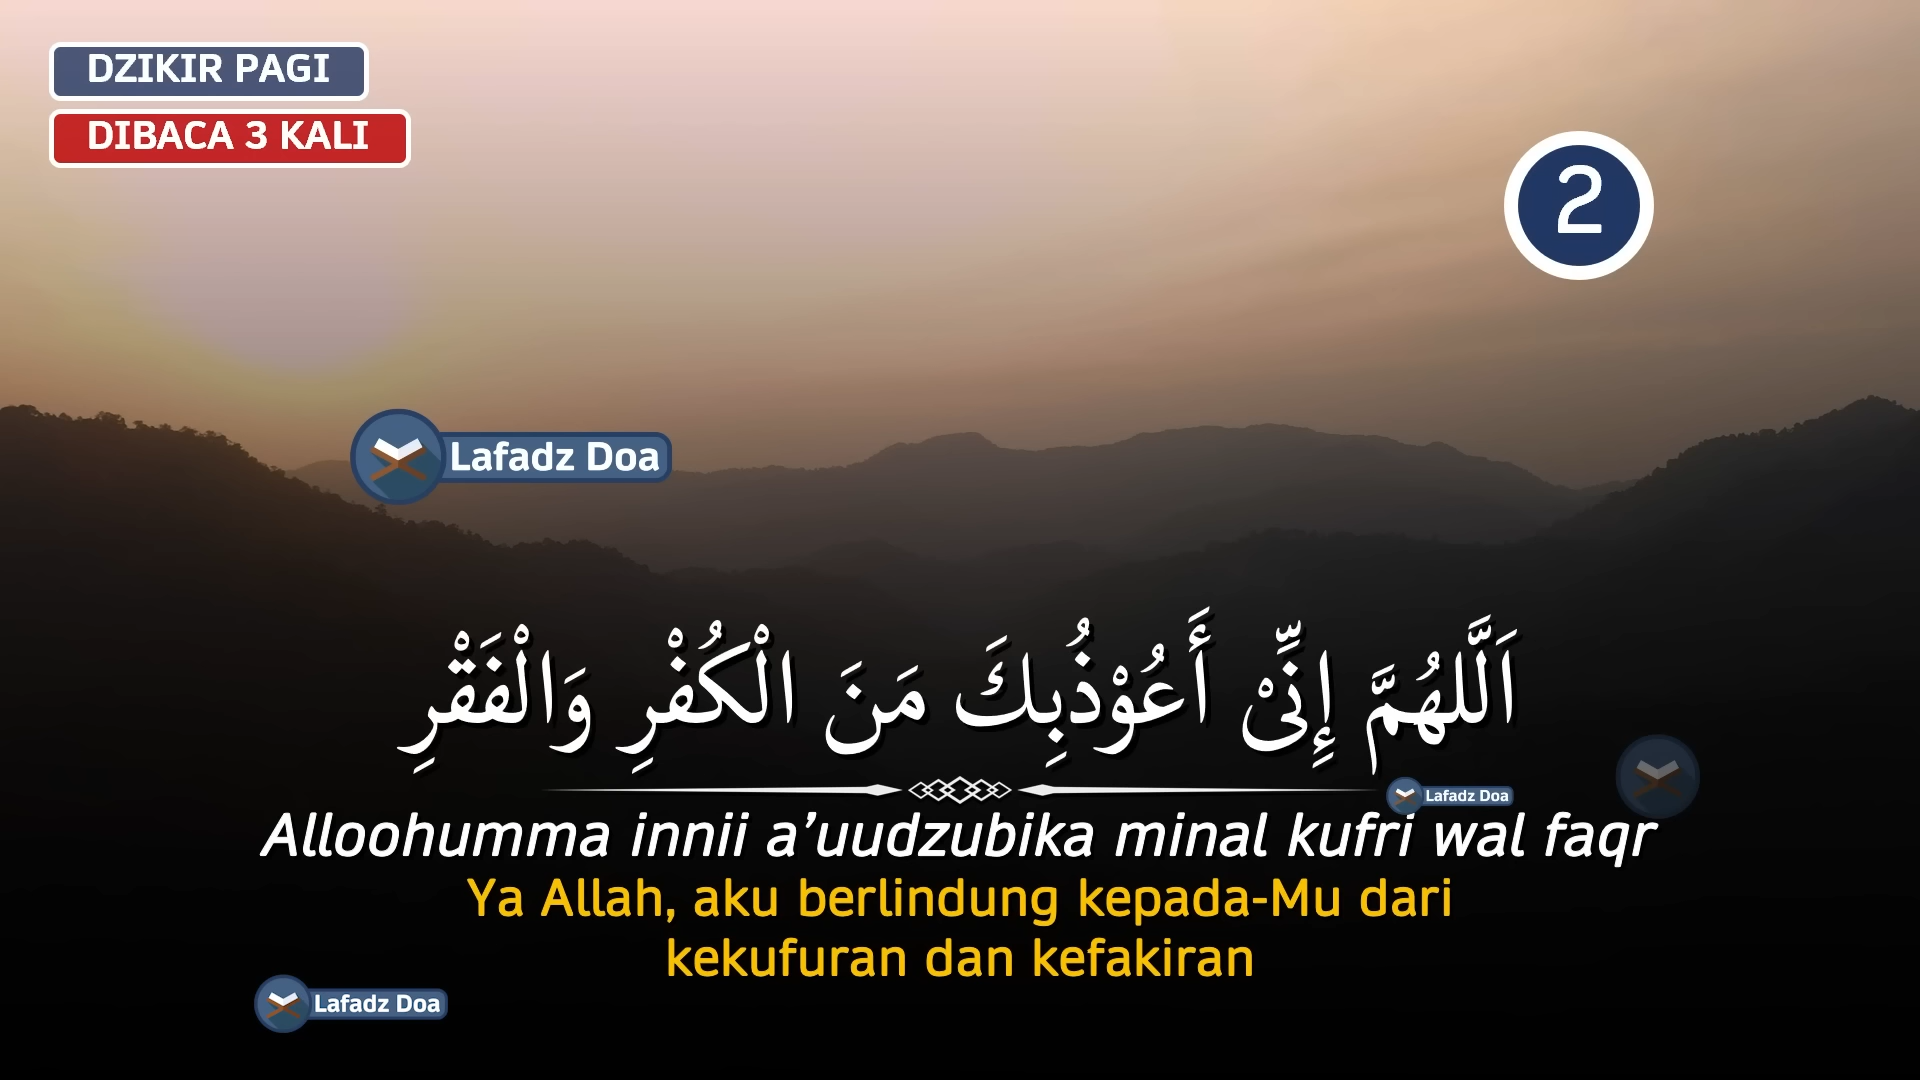 DZIKIR PAGI
DIBACA 3 KALI
2
Lafadz Doa
اَللَّهُمَّ إِنِّىْ أَعُوْذُبِكَ مَنَ الْكُفْرِ وَالْفَقْرِ
Lafadz Doa
Alloohumma innii a’uudzubika minal kufri wal faqr
Ya Allah, aku berlindung kepada-Mu dari
kekufuran dan kefakiran
Lafadz Doa